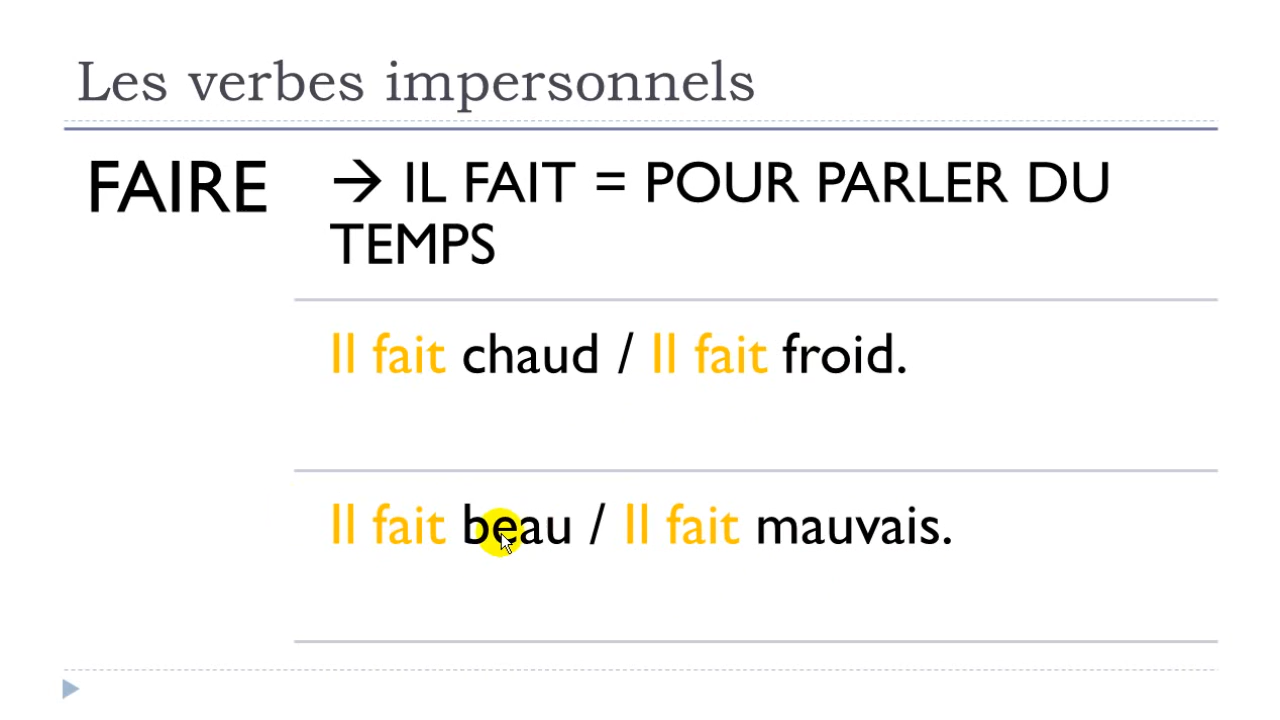 Les verbes impersonnels
FAIRE
→ IL FAIT = POUR PARLER DU
TEMPS
Il fait chaud / Il fait froid.
Il fait beau / Il fait mauvais.